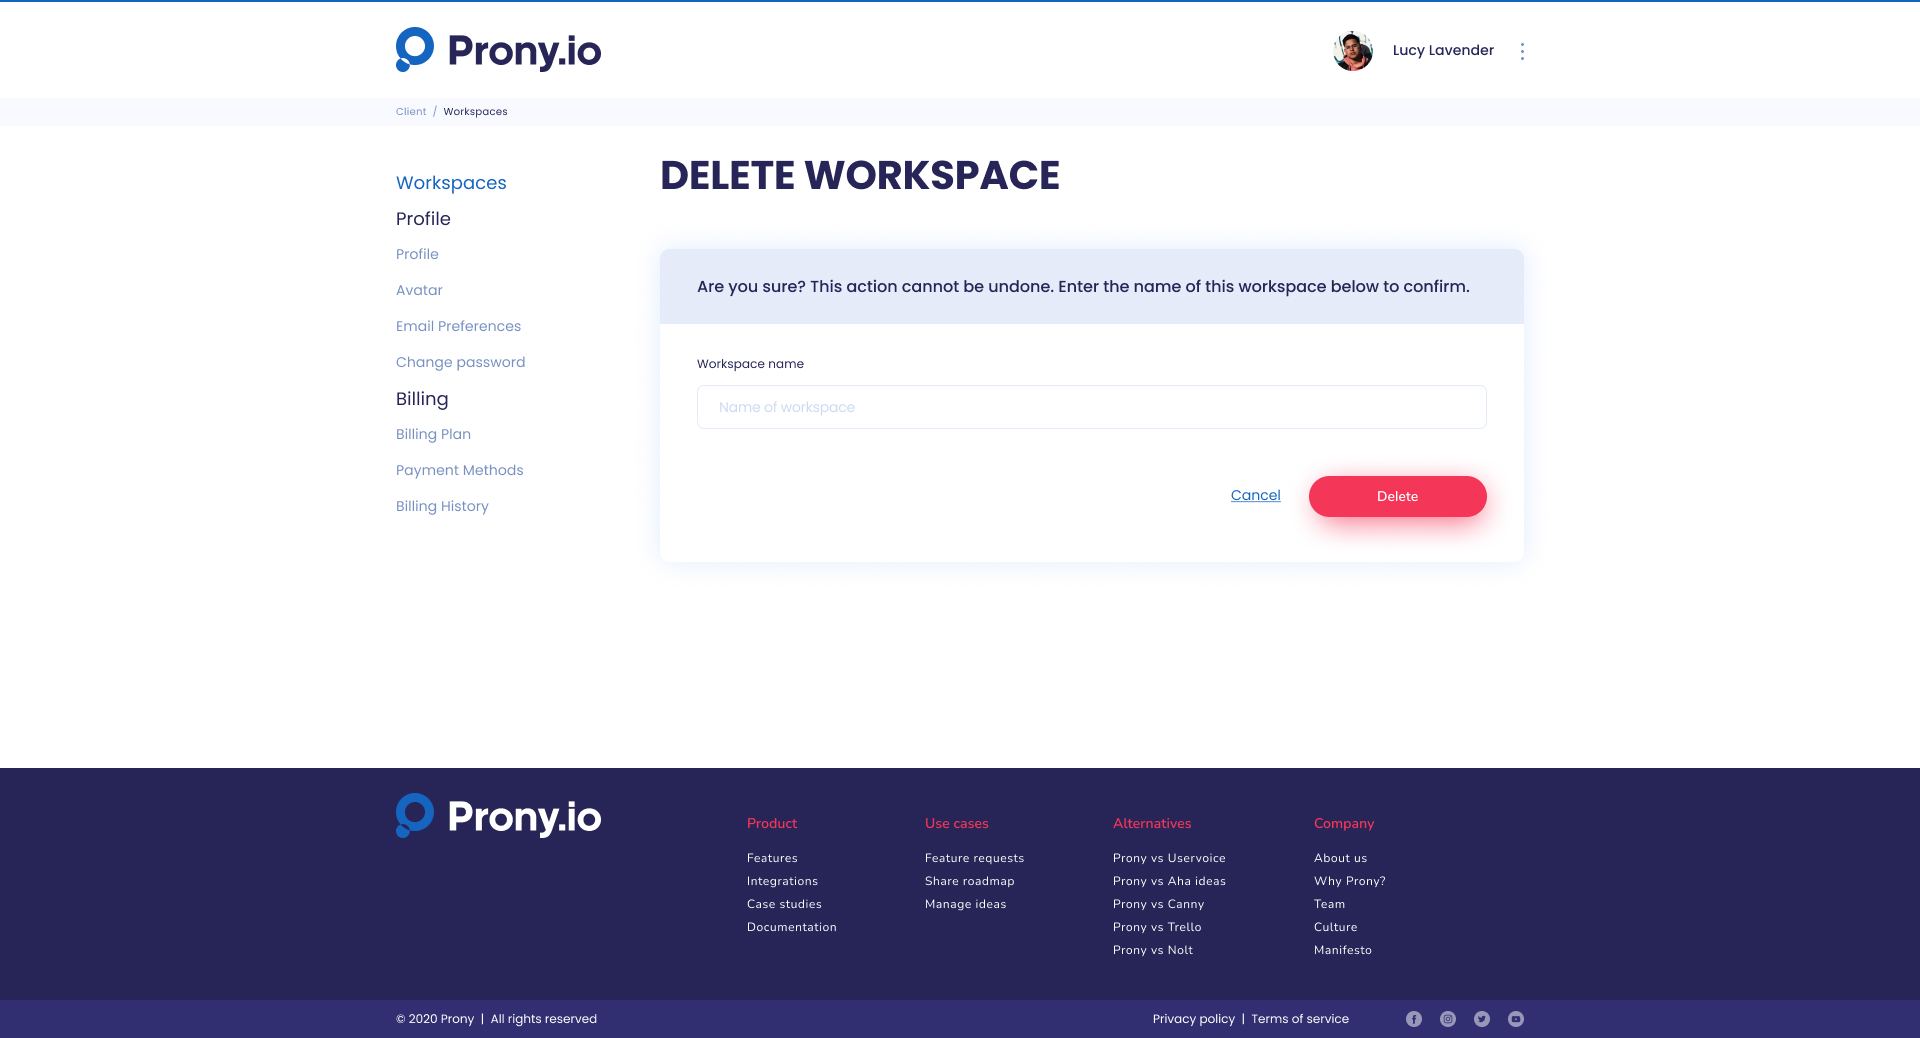 Prony.io
Lucy Lavender
Client / Workspaces
Workspaces
Profile
Profile
Avatar
Email Preferences
Change password
Billing
Billing Plan
Payment Methods
Billing History
DELETE WORKSPACE
Are you sure? This action cannot be undone. Enter the name of this workspace below to confirm.
Workspace name
Name of workspace
Cancel
Delete
Prony.io
Product
Features
Integrations
Case studies
Documentation
Use cases
Feature requests
Share roadmap
Manage ideas
Alternatives
Prony vs Uservoice
Prony vs Aha ideas
Prony vs Canny
Prony vs Trello
Prony vs Nolt
Company
About us
Why Prony?
Team
Culture
Manifesto
© 2020 Prony | All rights reserved
Privacy policy | Terms of service